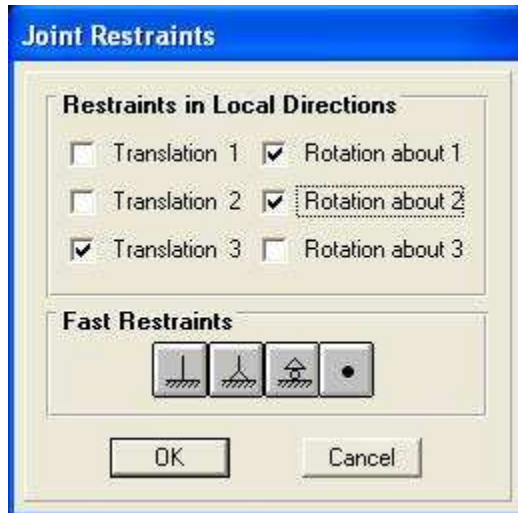 Joint Restraints
Restraints in Local Directions
Translation 1 Rotation about 1
Translation 2 Rotation about 2
Translation 3 Rotation about 3
Fast Restraints
OK Cancel